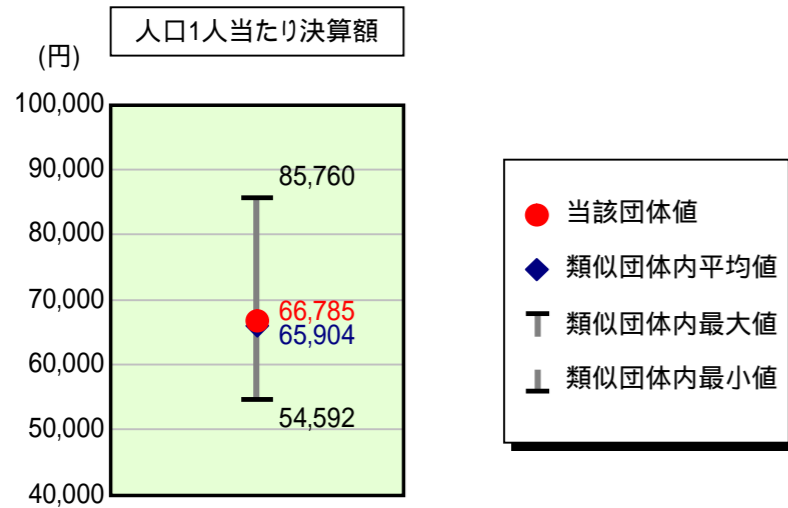 人口1人当たり決算額
(円)
100,000
90,000
80,000
70,000
60,000
50,000
40,000
85,760
66,785
65,904
54,592
当該団体値
類似団体内平均値
類似団体内最大値
類似団体内最小値